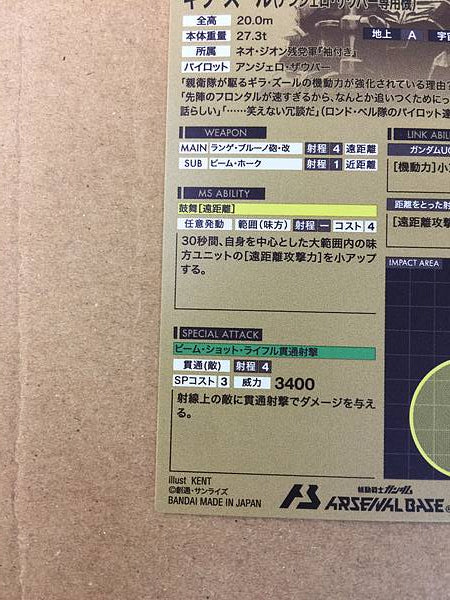 ギラ・ズール(アンジェロ・ザウパー専用機)
全高 20.0m
本体重量 27.3t
地上 A 宇宙
所属 ネオ・ジオン残党軍『袖付き』
パイロット アンジェロ・ザウパー
「親衛隊が駆るギラ・ズールの機動力が強化されている理由?
「先陣のフロンタルが速すぎるから、なんとか追いつくためにっ
話らしい」「……笑えない冗談だ」(ロンド・ベル隊のパイロット達
WEAPON
MAIN ランゲ・ブルーノ砲・改 射程 4 遠距離
SUB ビーム・ホーク 射程 1 近距離
MS ABILITY
鼓舞[遠距離]
任意発動 範囲(味方) 射程 ー コスト 4
30秒間、自身を中心とした大範囲内の味
方ユニットの[遠距離攻撃力]を小アップ
する。
SPECIAL ATTACK
ビーム・ショット・ライフル貫通射撃
貫通(敵) 射程 4
SPコスト 3 威力 3400
射線上の敵に貫通射撃でダメージを与え
る。
LINK ABIL
ガンダムUC
[機動力]小ア
距離をとった射
[遠距離攻撃
IMPACT AREA
illust KENT
©創通・サンライズ
BANDAI MADE IN JAPAN
機動戦士ガンダム
ARSENAL BASE